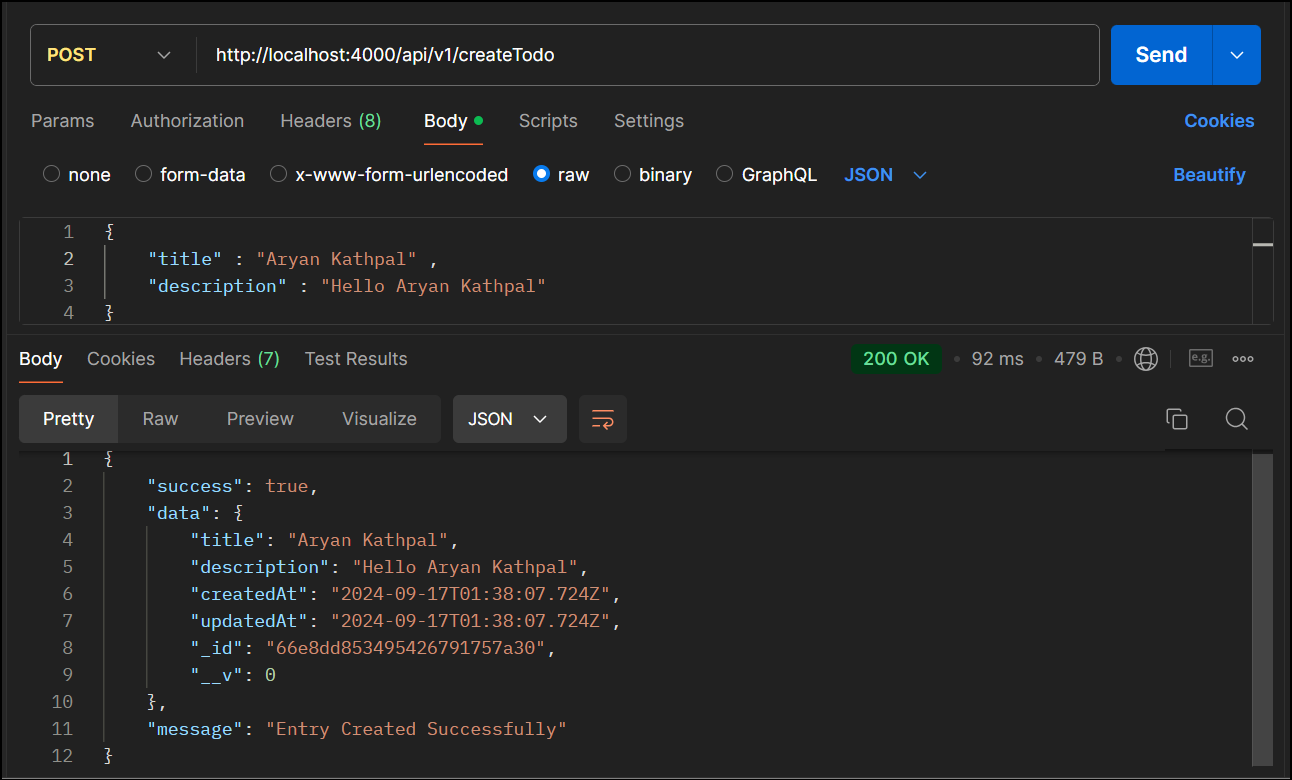 POST http://localhost:4000/api/v1/createTodo Send
Params Authorization Headers (8) Body Scripts Settings Cookies
none form-data x-www-form-urlencoded raw binary GraphQL JSON Beautify
1 {
2 "title" : "Aryan Kathpal" ,
3 "description" : "Hello Aryan Kathpal"
4 }
Body Cookies Headers (7) Test Results 200 OK • 92 ms • 479 B • e.g.
Pretty Raw Preview Visualize JSON
1 {
2 "success": true,
3 "data": {
4 "title": "Aryan Kathpal",
5 "description": "Hello Aryan Kathpal",
6 "createdAt": "2024-09-17T01:38:07.724Z",
7 "updatedAt": "2024-09-17T01:38:07.724Z",
8 "_id": "66e8dd853495426791757a30",
9 "__v": 0
10 },
11 "message": "Entry Created Successfully"
12 }